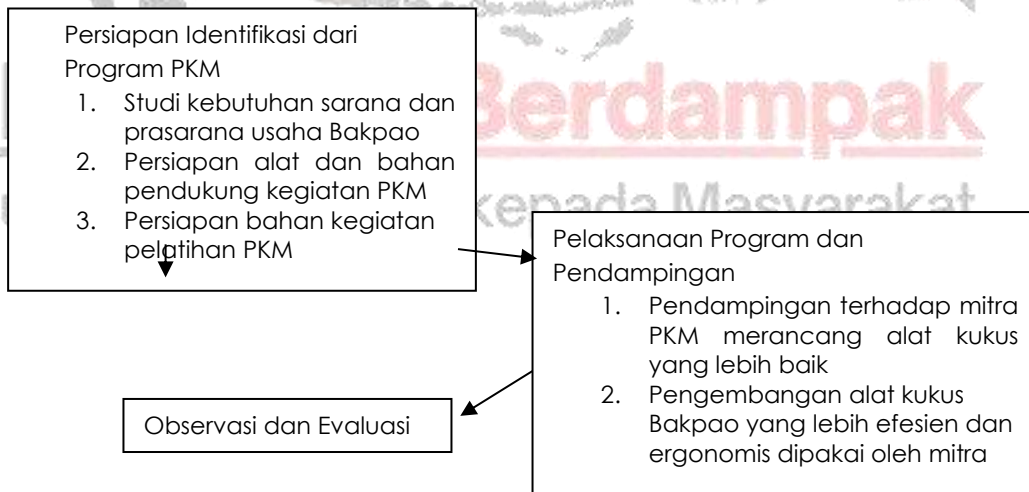 Berdampak
kepada Masyarakat
Persiapan Identifikasi dari
Program PKM
1. Studi kebutuhan sarana dan
prasarana usaha Bakpao
2. Persiapan alat dan bahan
pendukung kegiatan PKM
3. Persiapan bahan kegiatan
pelatihan PKM
Pelaksanaan Program dan
Pendampingan
1. Pendampingan terhadap mitra
PKM merancang alat kukus
yang lebih baik
2. Pengembangan alat kukus
Bakpao yang lebih efesien dan
ergonomis dipakai oleh mitra
Observasi dan Evaluasi